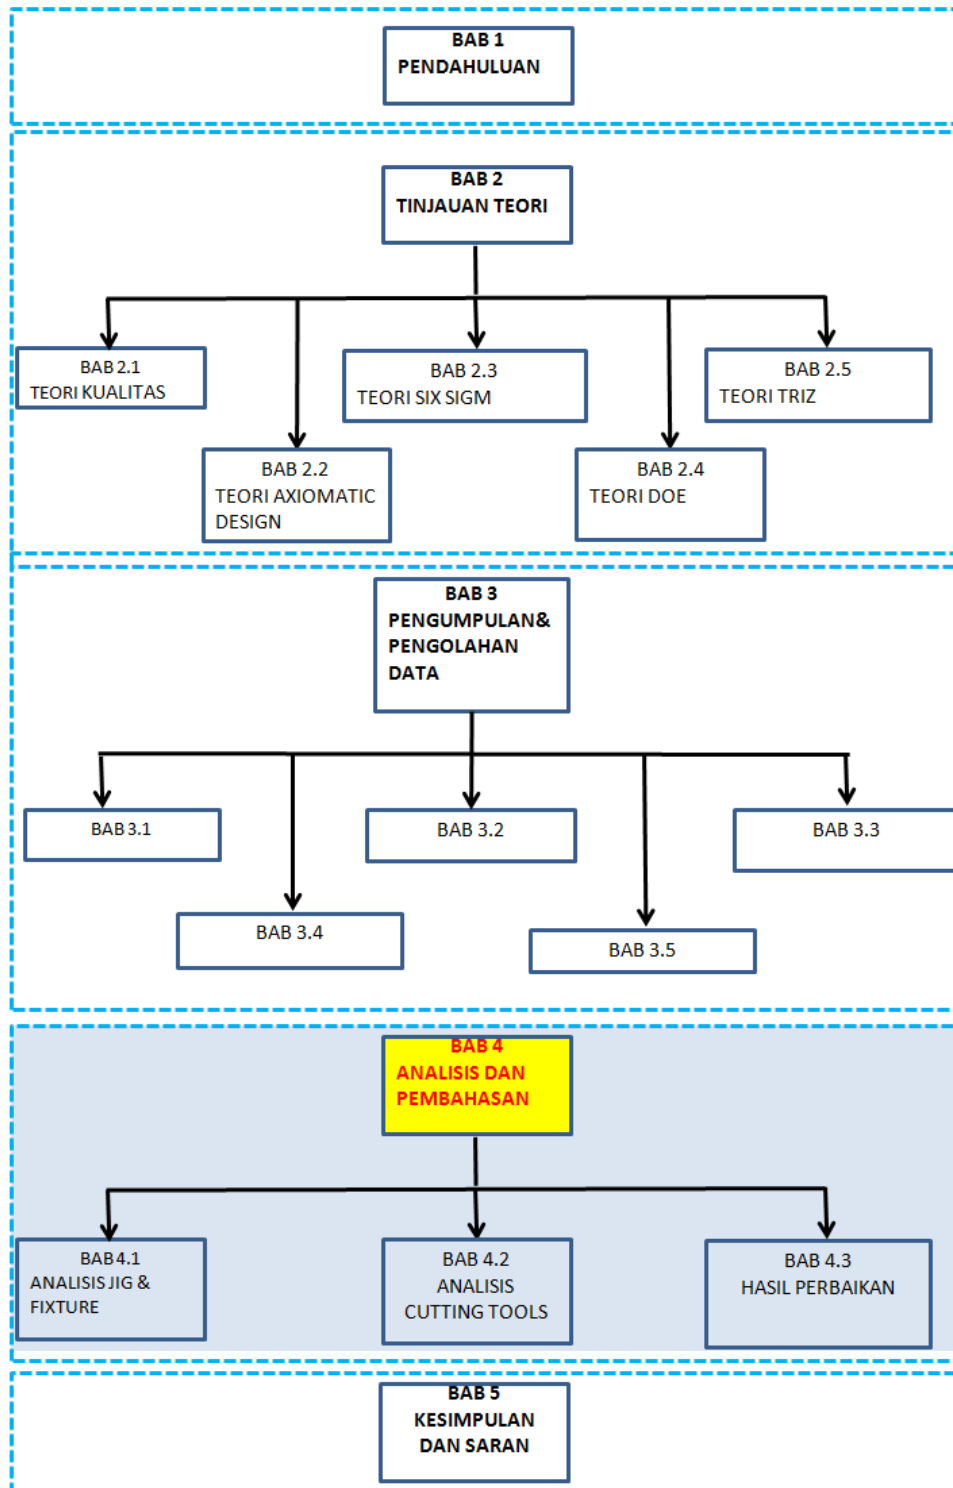 BAB 1
PENDAHULUAN
BAB 2
TINJAUAN TEORI
BAB 2.1
TEORI KUALITAS
BAB 2.3
TEORI SIX SIGM
BAB 2.5
TEORI TRIZ
BAB 2.2
TEORI AXIOMATIC
DESIGN
BAB 2.4
TEORI DOE
BAB 3
PENGUMPULAN&
PENGOLAHAN
DATA
BAB 3.1
BAB 3.2
BAB 3.3
BAB 3.4
BAB 3.5
BAB 4
ANALISIS DAN
PEMBAHASAN
BAB 4.1
ANALISIS JIG &
FIXTURE
BAB 4.2
ANALISIS
CUTTING TOOLS
BAB 4.3
HASIL PERBAIKAN
BAB 5
KESIMPULAN
DAN SARAN